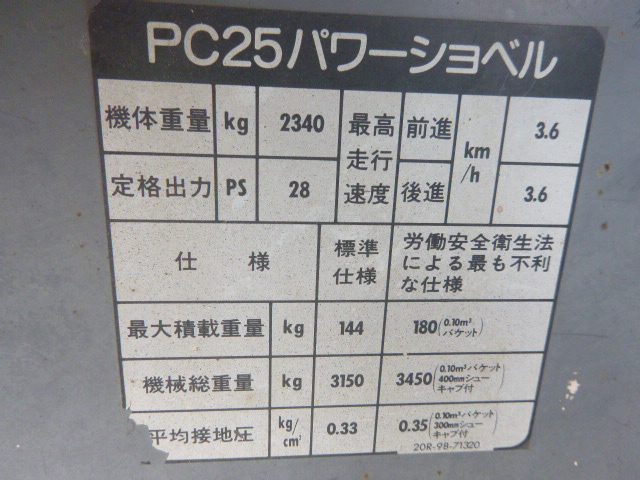 PC25パワーショベル
機体重量 kg 2340 最高走行速度 前進 km/h 3.6
定格出力 PS 28 後進 3.6
仕様 標準仕様 労働安全衛生法による最も不利な仕様
最大積載重量 kg 144 180(0.10m³バケット)
機械総重量 kg 3150 3450(0.10m³バケット 400mmシュー キャブ付)
平均接地圧 kg/cm² 0.33 0.35(0.10m³バケット 300mmシュー キャブ付)
20R-98-71320